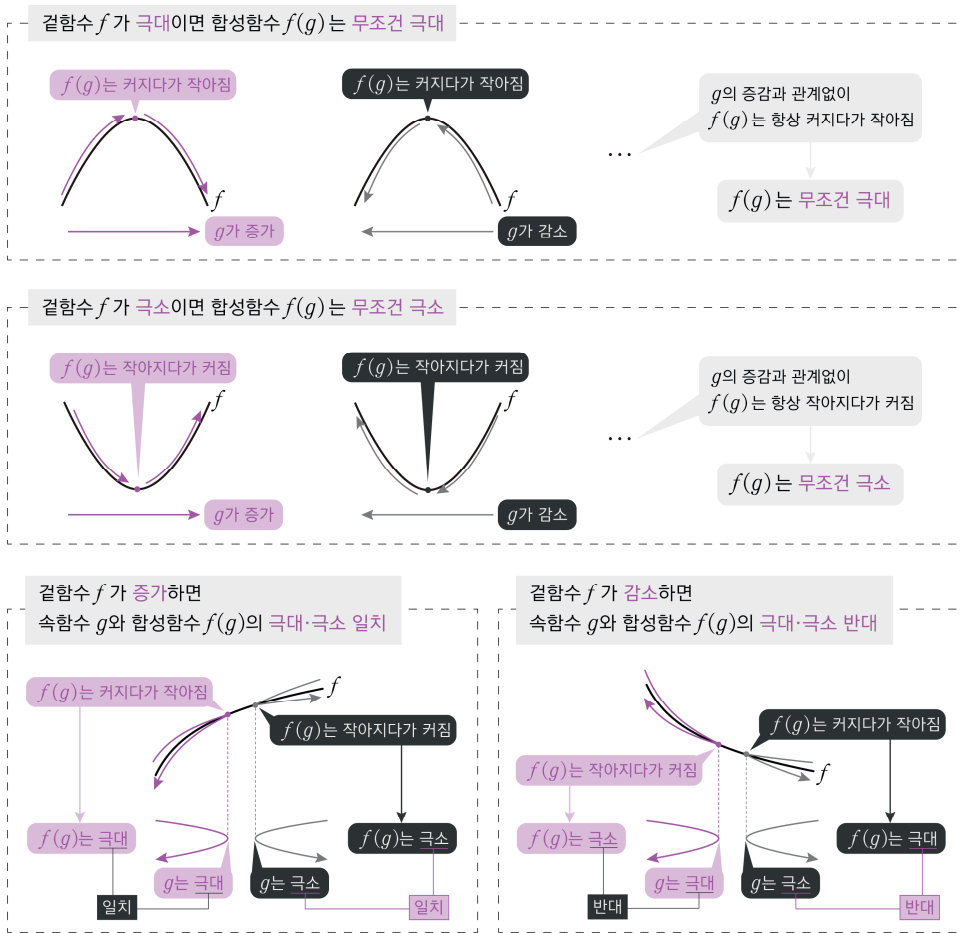 겉함수 f 가 극대이면 합성함수 f(g)는 무조건 극대
f(g)는 커지다가 작아짐
f(g)는 커지다가 작아짐
g의 증감과 관계없이
f(g)는 항상 커지다가 작아짐
...
f(g)는 무조건 극대
f
f
g가 증가
g가 감소
겉함수 f 가 극소이면 합성함수 f(g)는 무조건 극소
f(g)는 작아지다가 커짐
f(g)는 작아지다가 커짐
g의 증감과 관계없이
f(g)는 항상 작아지다가 커짐
f
f
...
f(g)는 무조건 극소
g가 증가
g가 감소
겉함수 f 가 증가하면
속함수 g와 합성함수 f(g)의 극대·극소 일치
f(g)는 커지다가 작아짐
f
f(g)는 작아지다가 커짐
f(g)는 극대
f(g)는 극소
g는 극대
g는 극소
일치
일치
겉함수 f 가 감소하면
속함수 g와 합성함수 f(g)의 극대·극소 반대
f(g)는 커지다가 작아짐
f(g)는 작아지다가 커짐
f
f(g)는 극소
f(g)는 극대
g는 극대
g는 극소
반대
반대